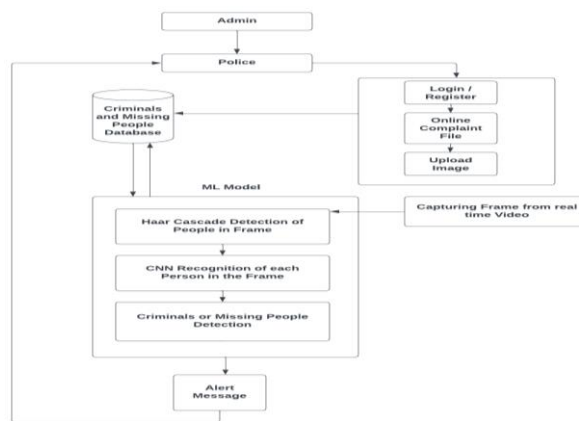 Admin
Police
Login /
Register
Online
Complaint
File
Upload
Image
Criminals
and Missing
People
Database
ML Model
Capturing Frame from real
time Video
Haar Cascade Detection of
People in Frame
CNN Recognition of each
Person in the Frame
Criminals or Missing People
Detection
Alert
Message